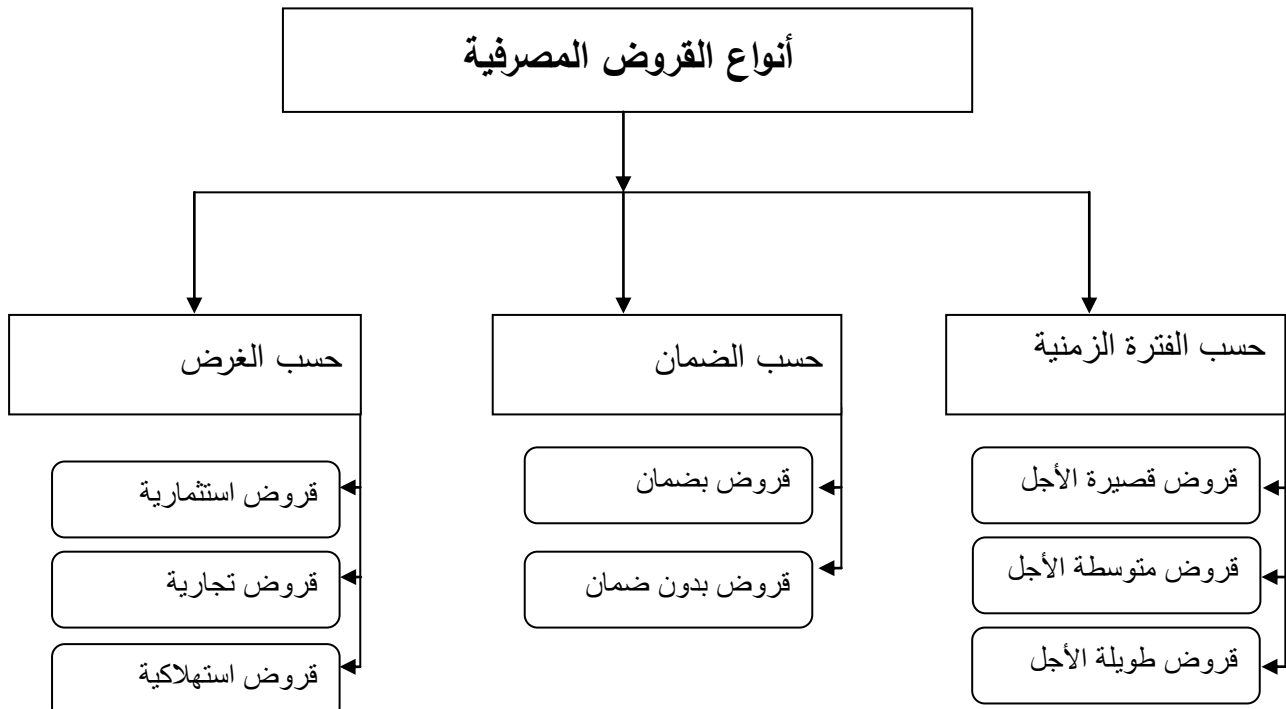 أنواع القروض المصرفية
حسب الفترة الزمنية
قروض قصيرة الأجل
قروض متوسطة الأجل
قروض طويلة الأجل
حسب الضمان
قروض بضمان
قروض بدون ضمان
حسب الغرض
قروض استثمارية
قروض تجارية
قروض استهلاكية